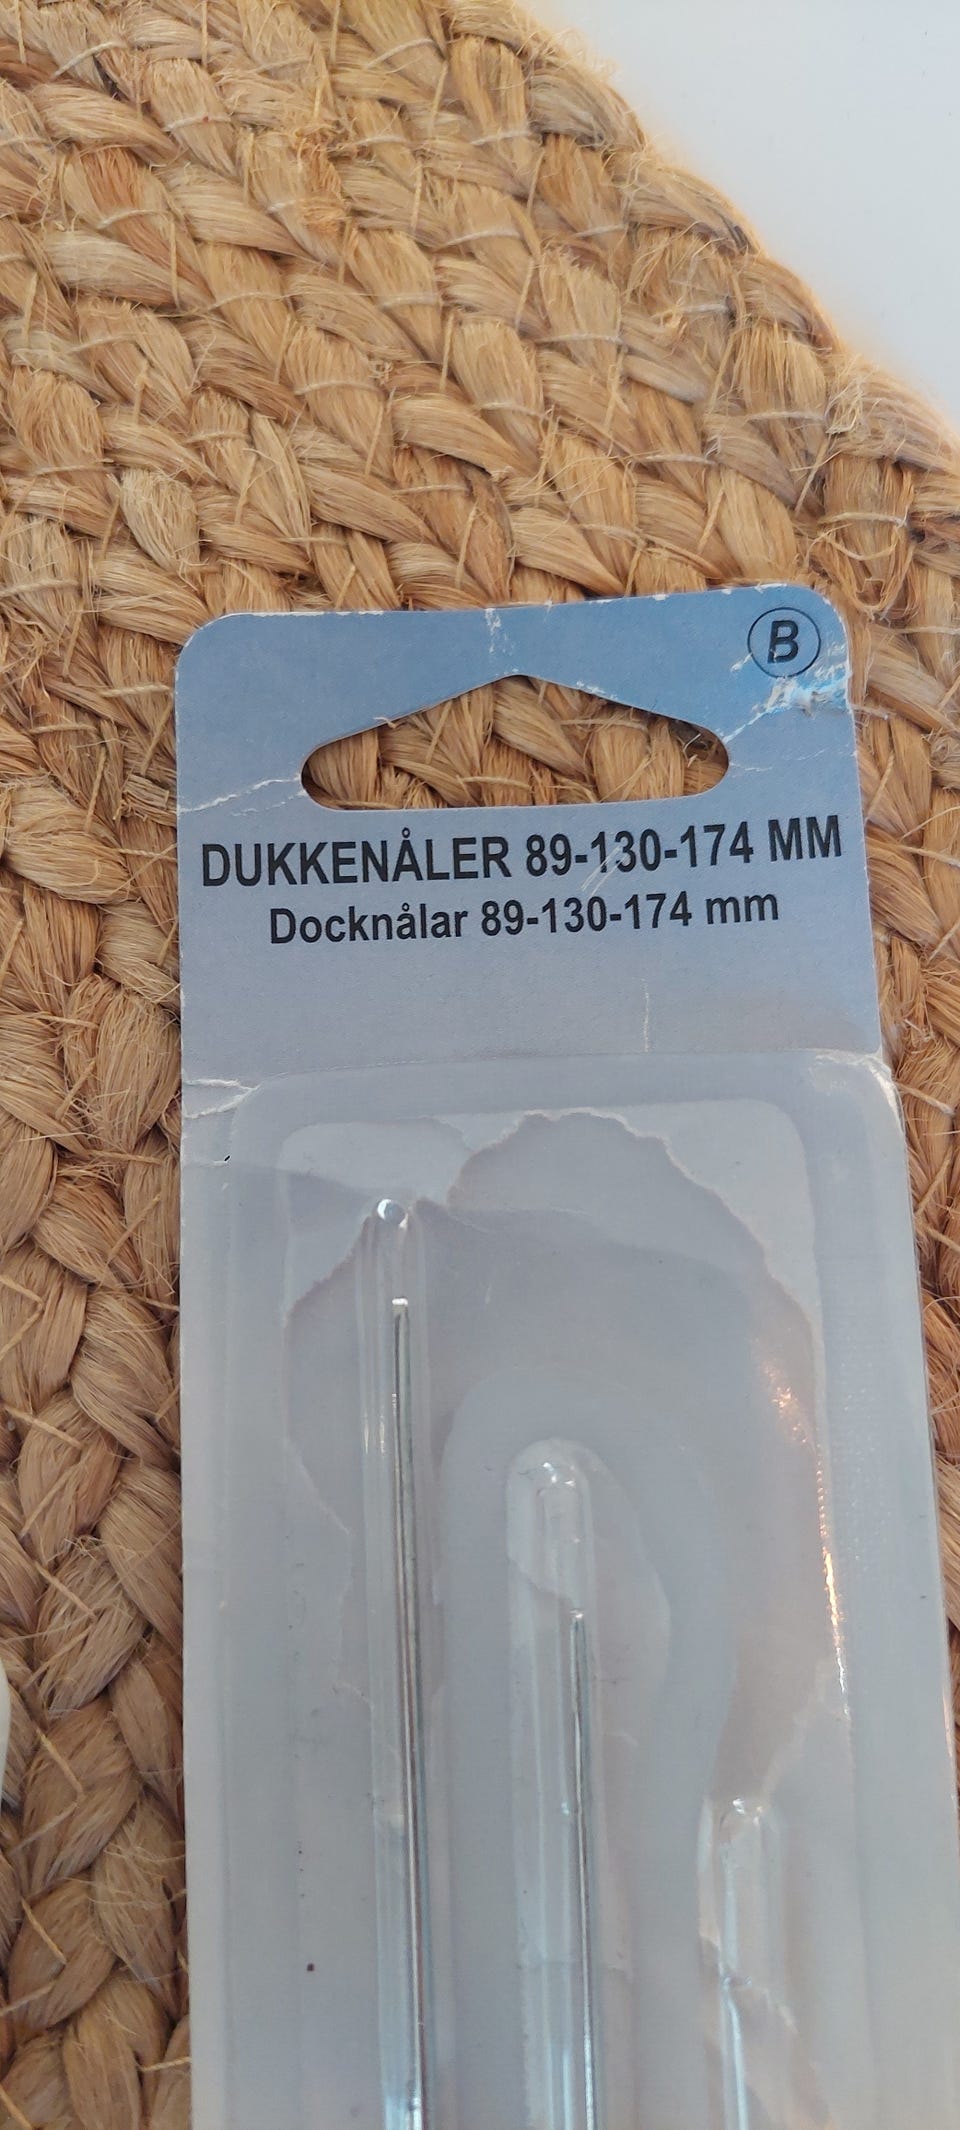 B
DUKKENÅLER 89-130-174 MM
Docknålar 89-130-174 mm